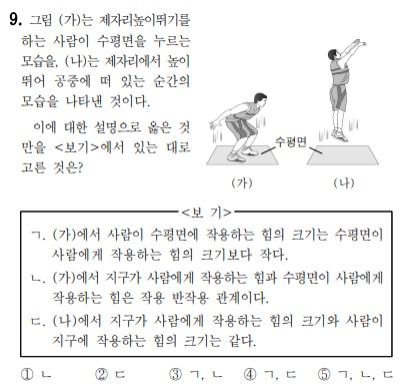 9. 그림 (가)는 제자리높이뛰기를
하는 사람이 수평면을 누르는
모습을, (나)는 제자리에서 높이
뛰어 공중에 떠 있는 순간의
모습을 나타낸 것이다.
이에 대한 설명으로 옳은 것
만을 <보기>에서 있는 대로
고른 것은?
수평면
(가) (나)
<보 기>
ㄱ. (가)에서 사람이 수평면에 작용하는 힘의 크기는 수평면이
사람에게 작용하는 힘의 크기보다 작다.
ㄴ. (가)에서 지구가 사람에게 작용하는 힘과 수평면이 사람에게
작용하는 힘은 작용 반작용 관계이다.
ㄷ. (나)에서 지구가 사람에게 작용하는 힘의 크기와 사람이
지구에 작용하는 힘의 크기는 같다.
① ㄴ ② ㄷ ③ ㄱ, ㄴ ④ ㄱ, ㄷ ⑤ ㄱ, ㄴ, ㄷ